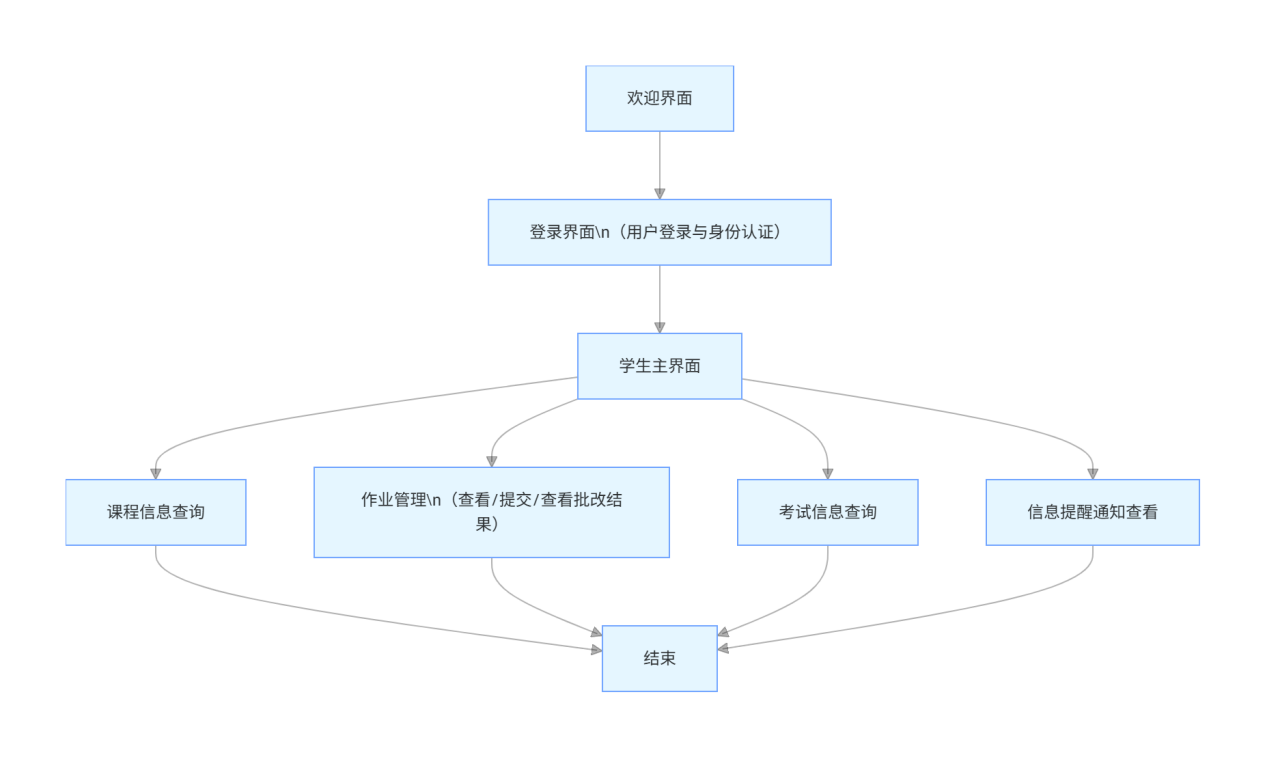 欢迎界面
登录界面\n（用户登录与身份认证）
学生主界面
课程信息查询
作业管理\n（查看/提交/查看批改结
果）
考试信息查询
信息提醒通知查看
结束